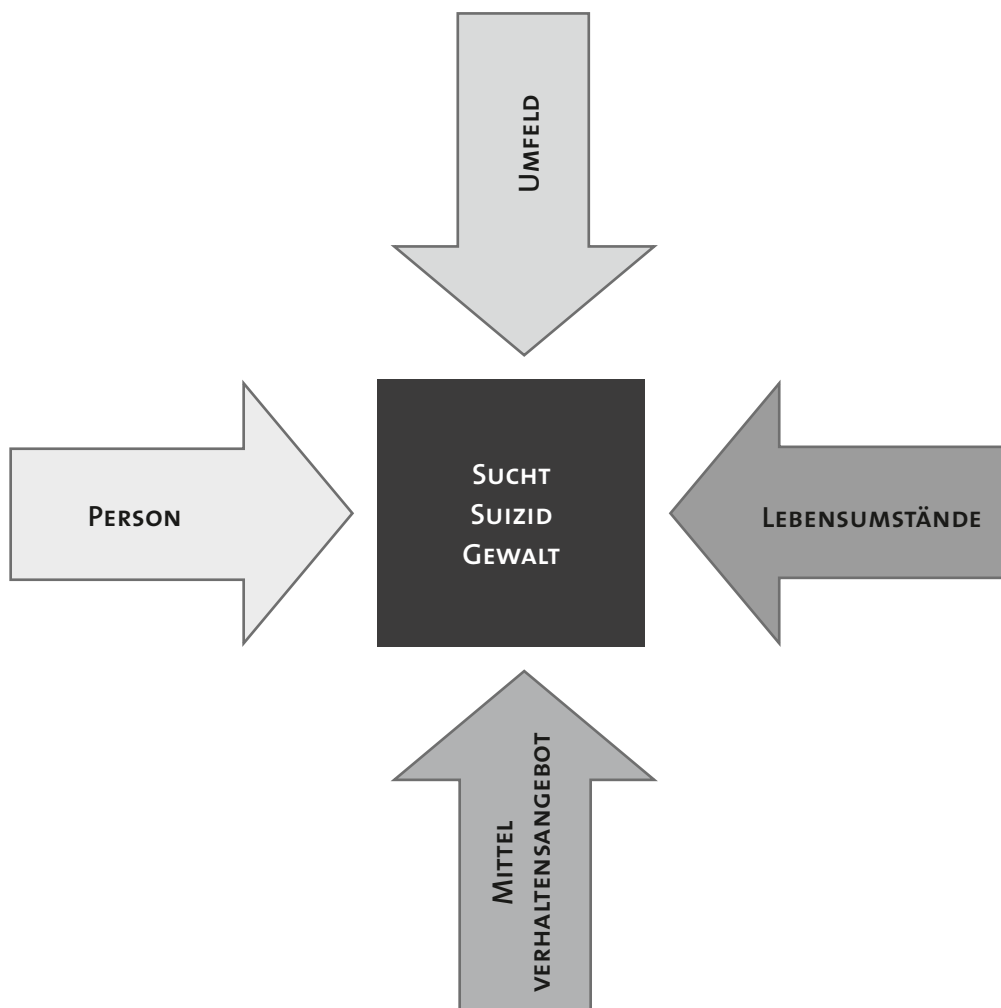 Umfeld
Person
Sucht
Suizid
Gewalt
Lebensumstände
Mittel
verhaltensangebot